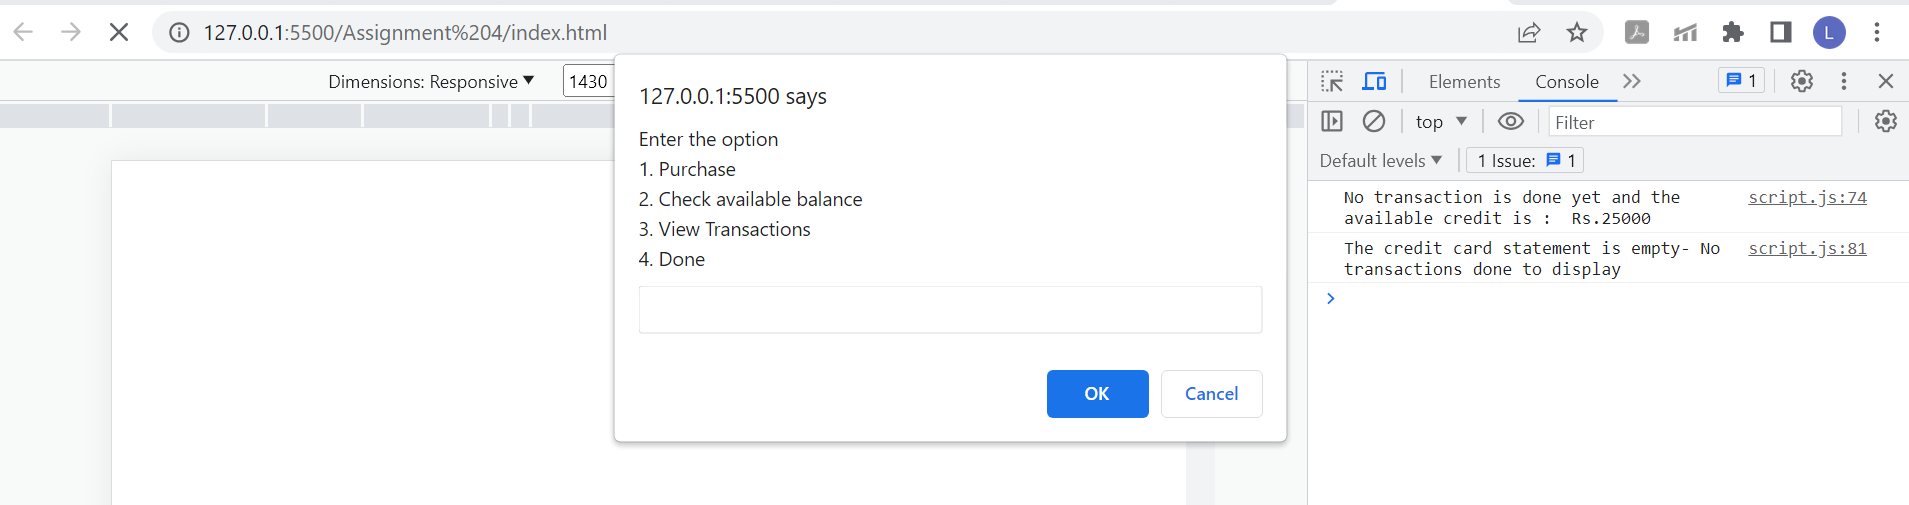 127.0.0.1:5500/Assignment%204/index.html
L
Dimensions: Responsive
1430
127.0.0.1:5500 says
Enter the option
1. Purchase
2. Check available balance
3. View Transactions
4. Done
OK
Cancel
Elements
Console
1
top
Filter
Default levels
1 Issue:
1
No transaction is done yet and the
script.js:74
available credit is :  Rs.25000
The credit card statement is empty- No
script.js:81
transactions done to display